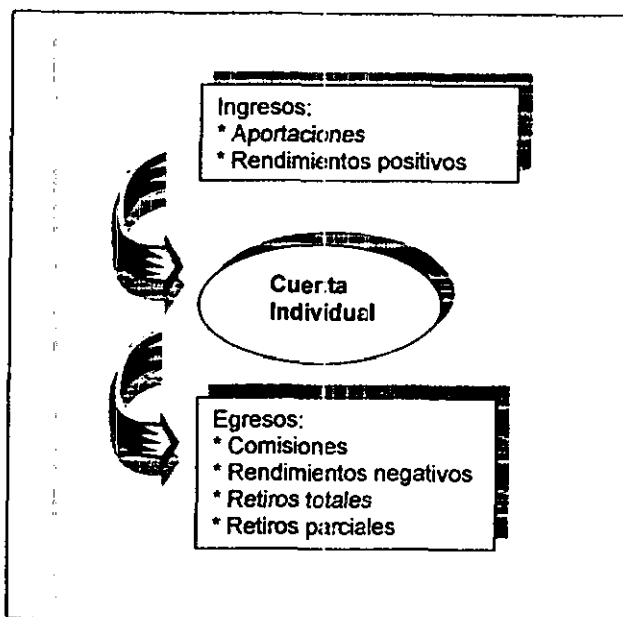 Ingresos:
* Aportaciones
* Rendimientos positivos
Cuenta
Individual
Egresos:
* Comisiones
* Rendimientos negativos
* Retiros totales
* Retiros parciales